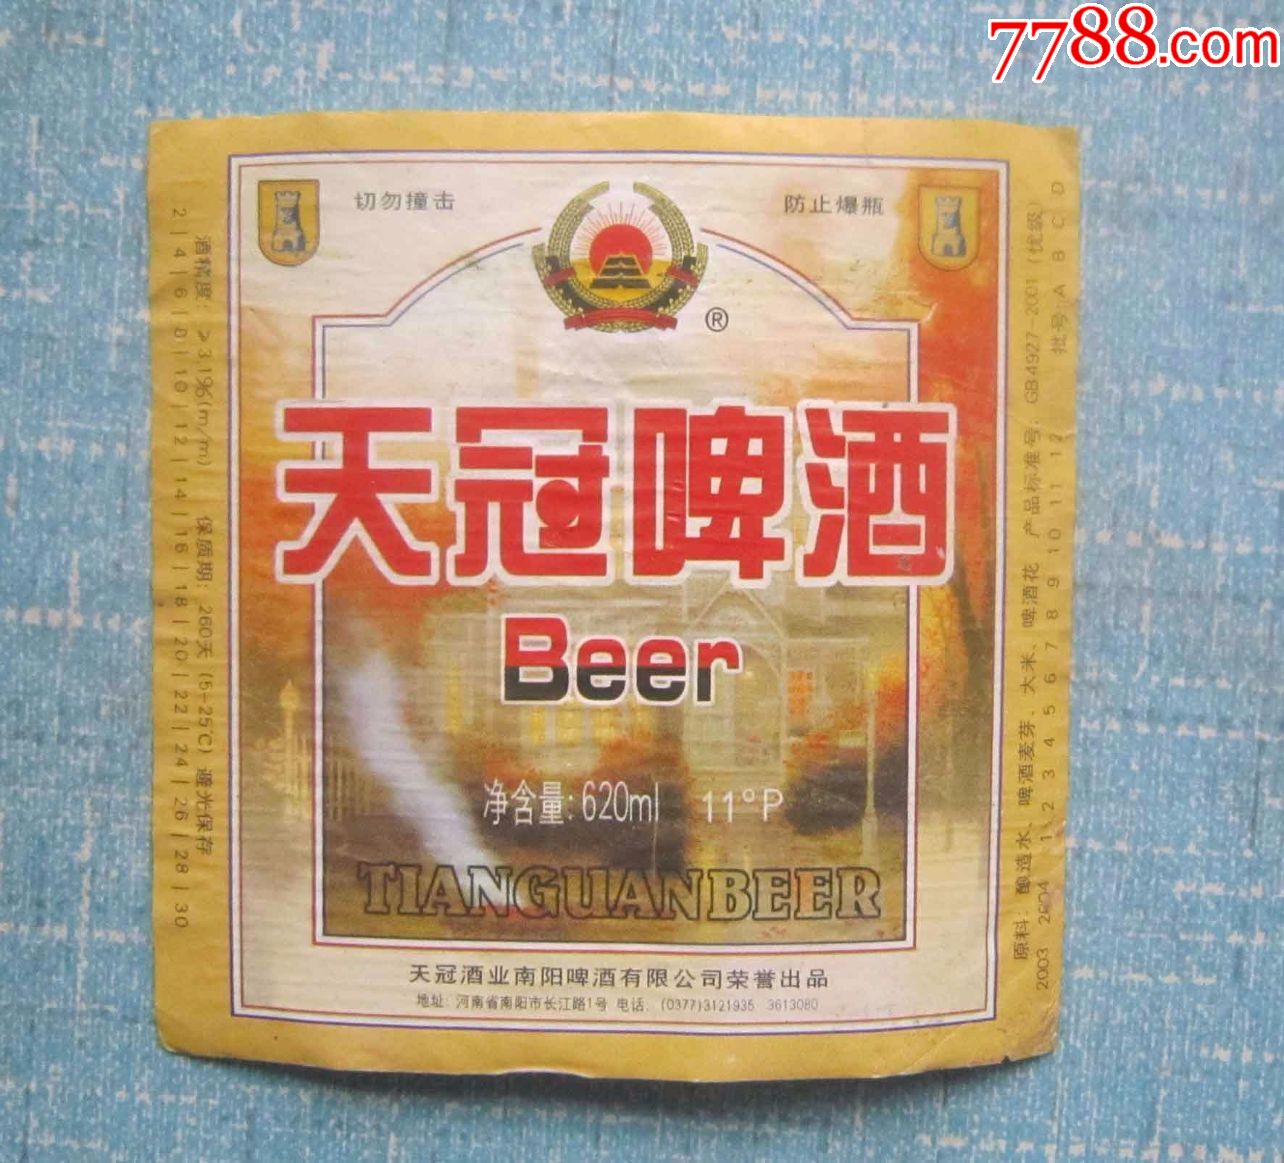 7788.com
切勿撞击
防止爆瓶
®
天冠啤酒
Beer
净含量:620ml 11°P
TIANGUANBEER
天冠酒业南阳啤酒有限公司荣誉出品
地址: 河南省南阳市长江路1号 电话: (0377)3121935 3613080
酒精度: ≥3.1%(m/m) 保质期: 260天 (5-25℃) 避光保存
2|4|6|8|10|12|14|16|18|20|22|24|26|28|30
原料: 酿造水、啤酒麦芽、大米、啤酒花 产品标准号: GB4927-2001 (优级)
2003 2004 1 2 3 4 5 6 7 8 9 10 11 12 批号:A B C D